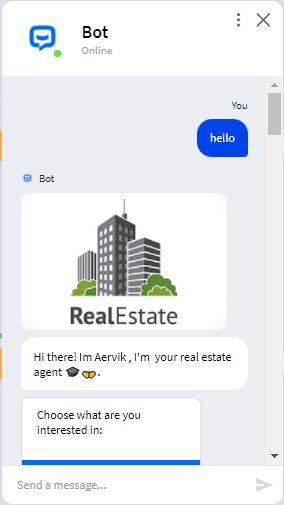 Bot
Online
You
hello
Bot
RealEstate
Hi there! Im Aervik , I'm  your real estate
agent 🎓🤝.
Choose what are you
interested in:
Send a message...